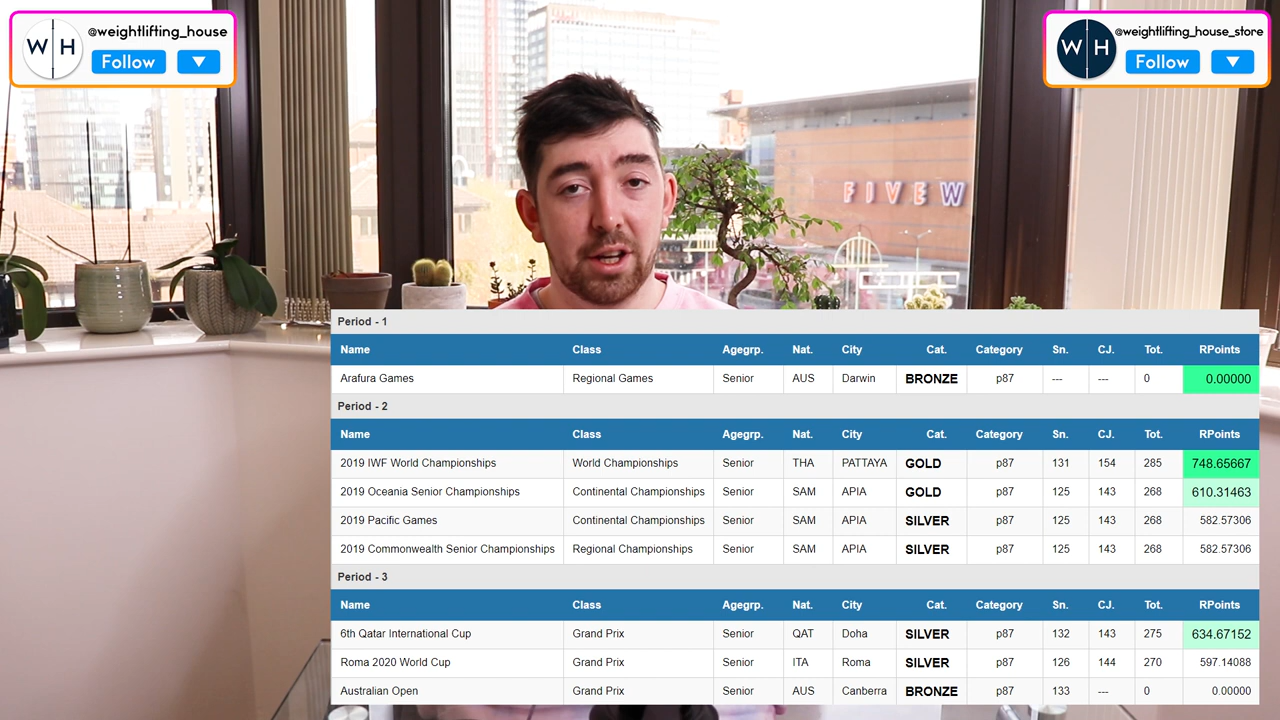 @weightlifting_house
W H
Follow
@weightlifting_house_store
W H
Follow
FIVE W
Period - 1
Name Class Agegrp. Nat. City Cat. Category Sn. CJ. Tot. RPoints
Arafura Games Regional Games Senior AUS Darwin BRONZE p87 --- --- 0 0.00000
Period - 2
Name Class Agegrp. Nat. City Cat. Category Sn. CJ. Tot. RPoints
2019 IWF World Championships World Championships Senior THA PATTAYA GOLD p87 131 154 285 748.65667
2019 Oceania Senior Championships Continental Championships Senior SAM APIA GOLD p87 125 143 268 610.31463
2019 Pacific Games Continental Championships Senior SAM APIA SILVER p87 125 143 268 582.57306
2019 Commonwealth Senior Championships Regional Championships Senior SAM APIA SILVER p87 125 143 268 582.57306
Period - 3
Name Class Agegrp. Nat. City Cat. Category Sn. CJ. Tot. RPoints
6th Qatar International Cup Grand Prix Senior QAT Doha SILVER p87 132 143 275 634.67152
Roma 2020 World Cup Grand Prix Senior ITA Roma SILVER p87 126 144 270 597.14088
Australian Open Grand Prix Senior AUS Canberra BRONZE p87 133 --- 0 0.00000